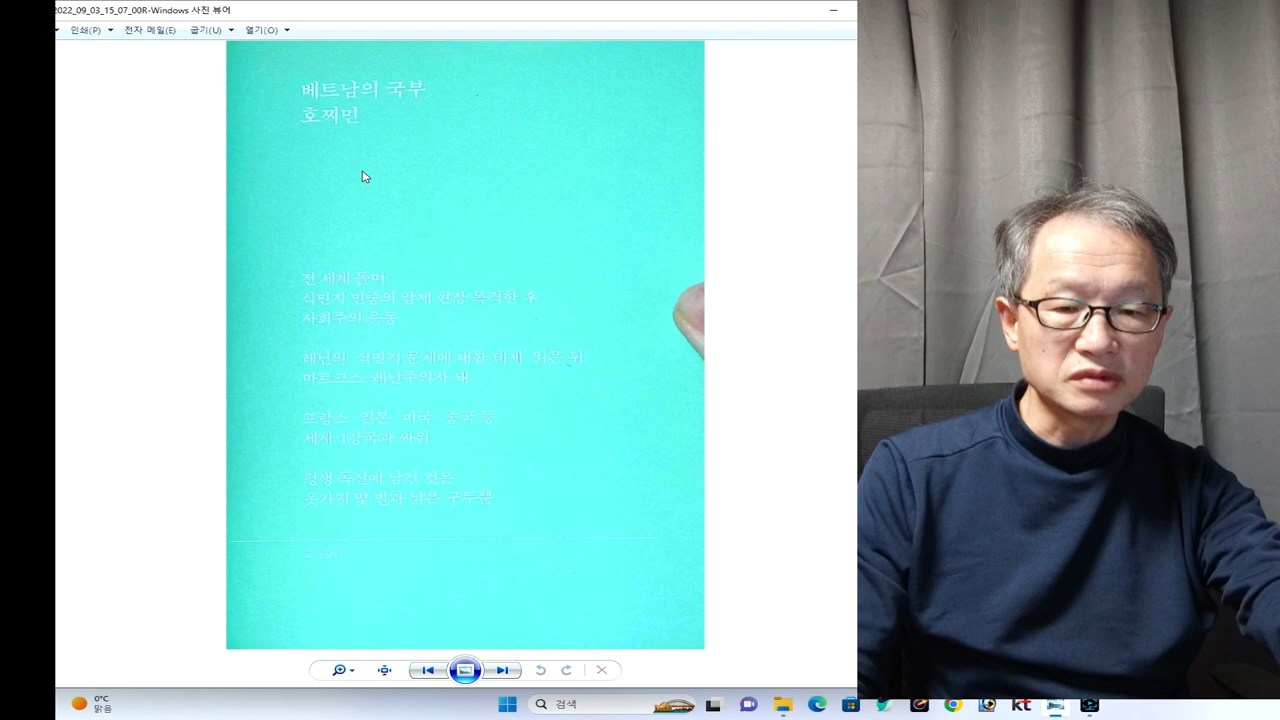 2022_09_03_15_07_00R-Windows 사진 뷰어
인쇄(P) 전자 메일(E) 굽기(U) 열기(O)
베트남의 국부
호찌민
전 세계 돌며
식민지 민중의 압제 현장 목격한 후
사회주의 운동
레닌의 '식민지 문제에 대한 테제' 읽은 뒤
마르크스-레닌주의자 돼
프랑스·일본·미국·중국 등
세계 4강국과 싸워
평생 독신에 남긴 것은
옷가지 몇 벌과 낡은 구두뿐
0°C
맑음
검색
kt